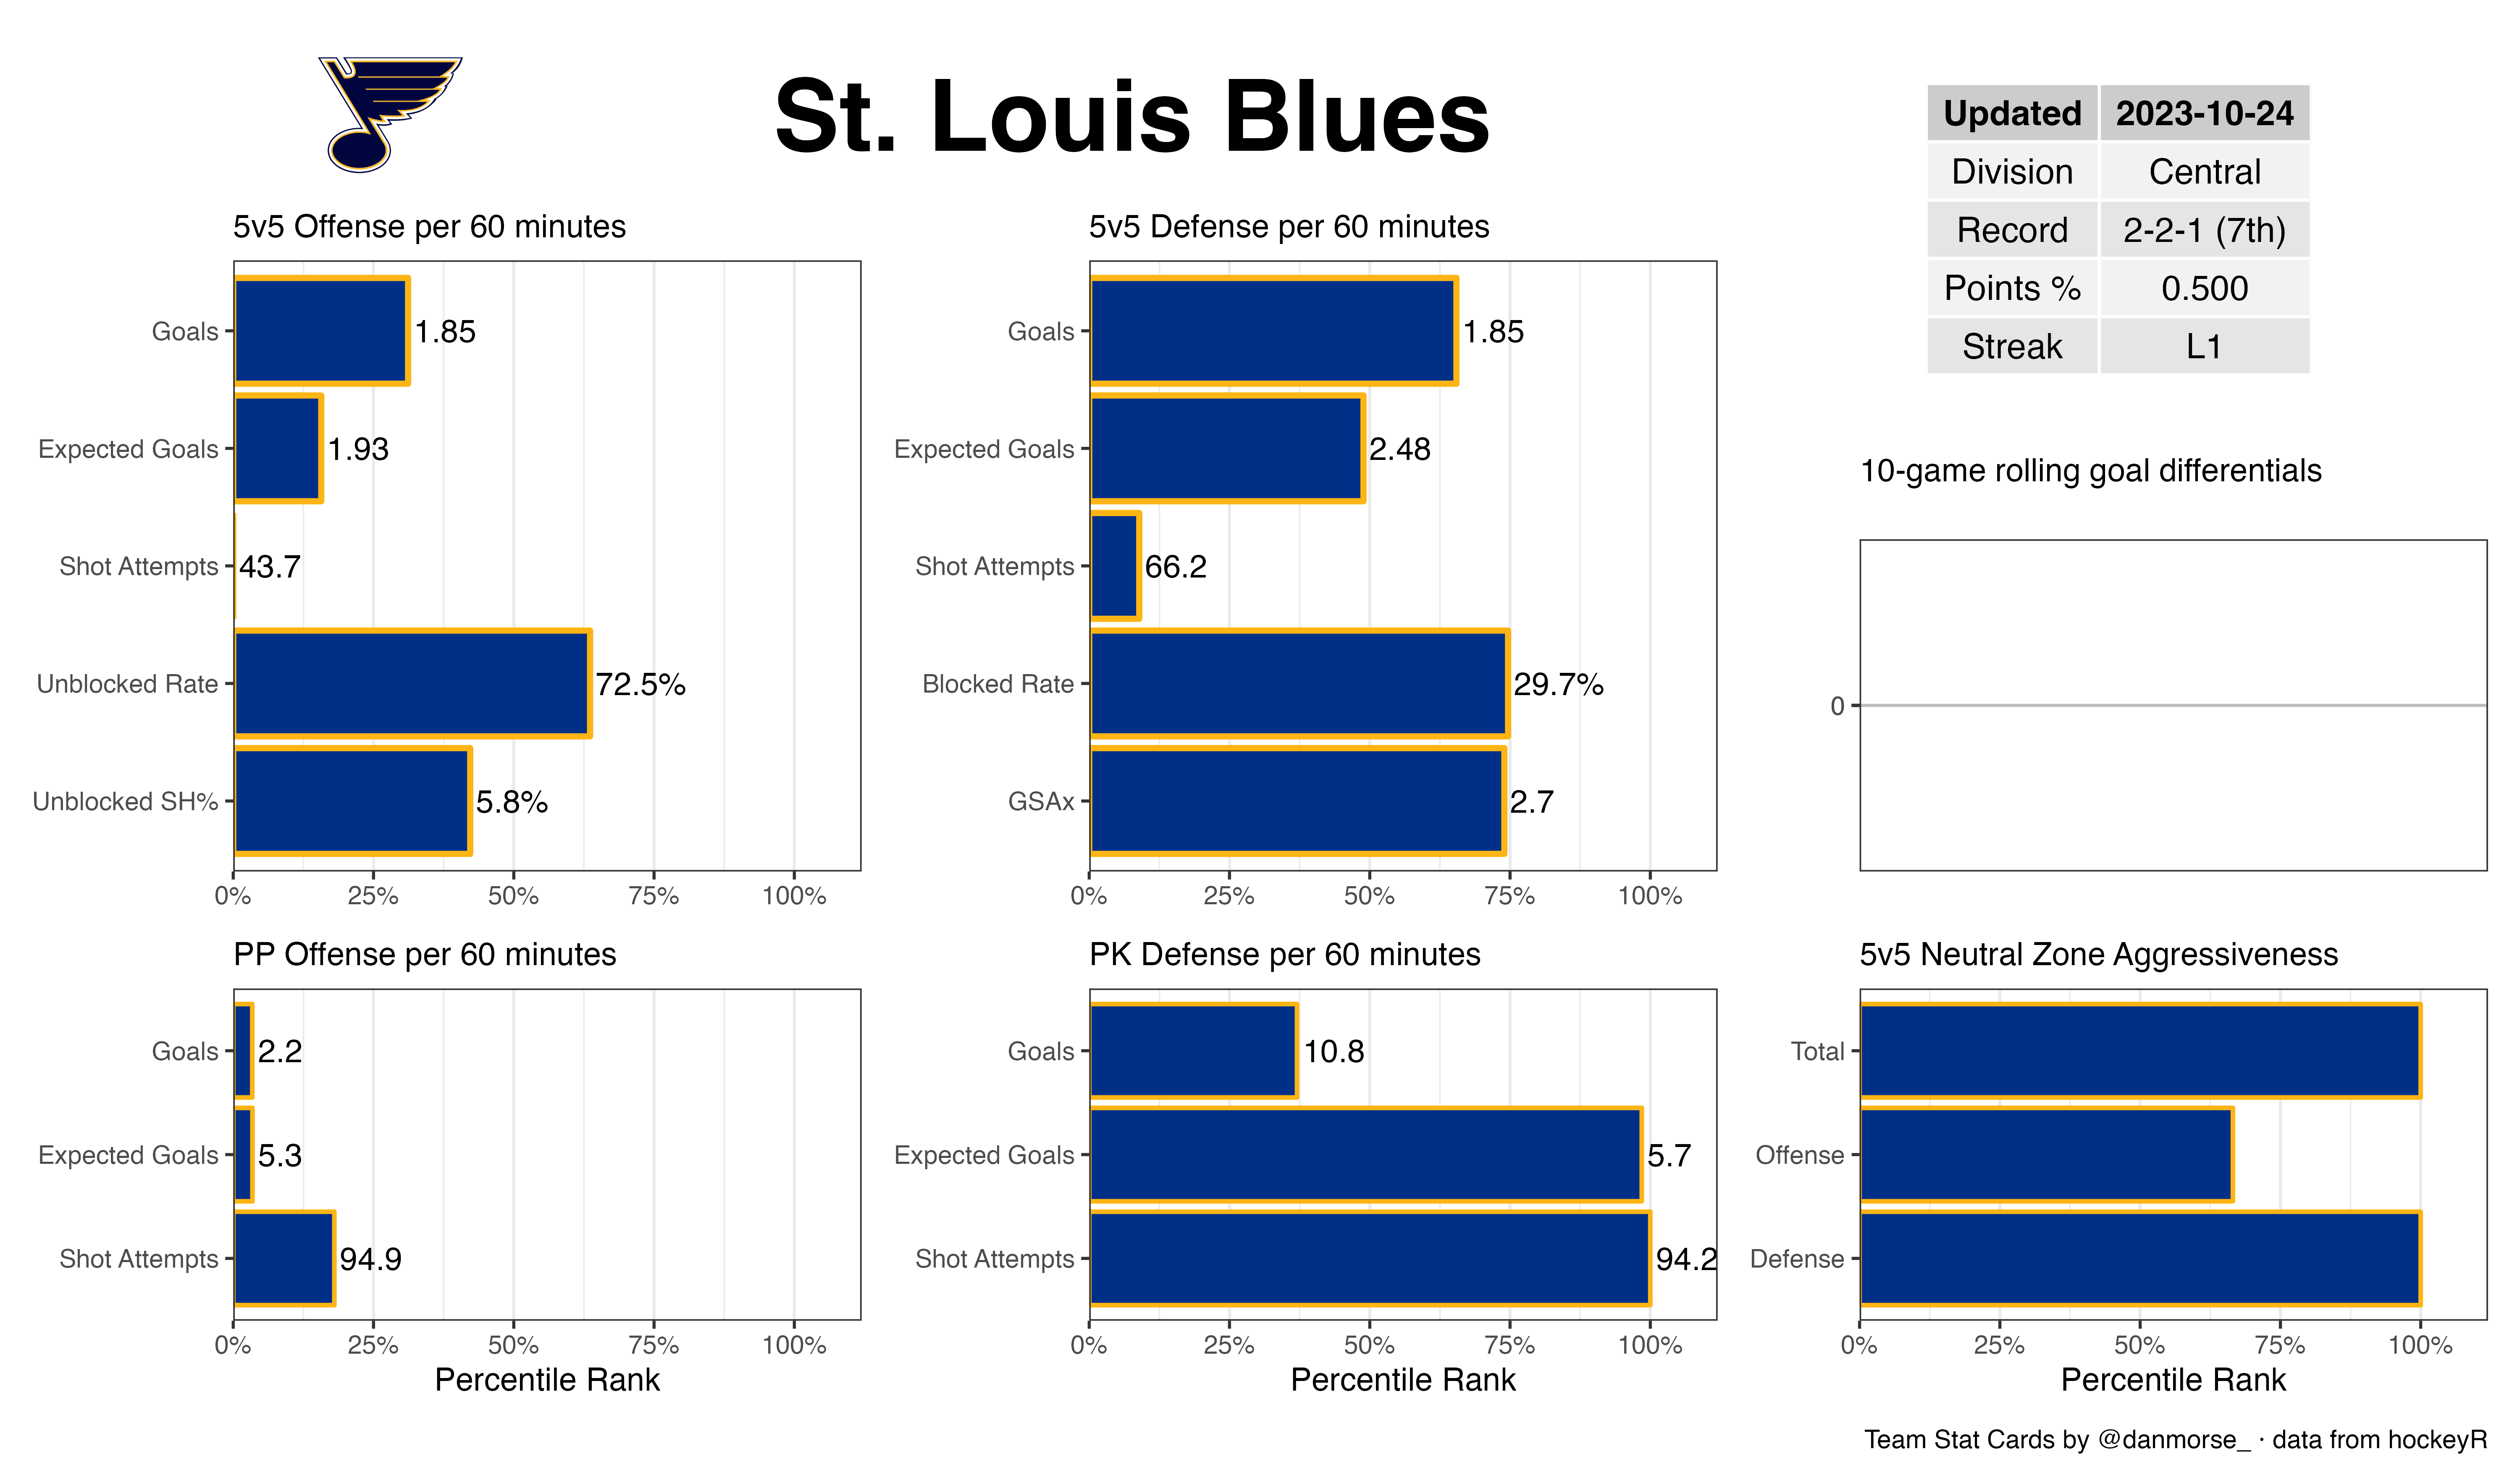 St. Louis Blues
Updated 2023-10-24
Division Central
Record 2-2-1 (7th)
Points % 0.500
Streak L1
5v5 Offense per 60 minutes
Goals 1.85
Expected Goals 1.93
Shot Attempts 43.7
Unblocked Rate 72.5%
Unblocked SH% 5.8%
0% 25% 50% 75% 100%
5v5 Defense per 60 minutes
Goals 1.85
Expected Goals 2.48
Shot Attempts 66.2
Blocked Rate 29.7%
GSAx 2.7
0% 25% 50% 75% 100%
10-game rolling goal differentials
0
PP Offense per 60 minutes
Goals 2.2
Expected Goals 5.3
Shot Attempts 94.9
0% 25% 50% 75% 100%
Percentile Rank
PK Defense per 60 minutes
Goals 10.8
Expected Goals 5.7
Shot Attempts 94.2
0% 25% 50% 75% 100%
Percentile Rank
5v5 Neutral Zone Aggressiveness
Total
Offense
Defense
0% 25% 50% 75% 100%
Percentile Rank
Team Stat Cards by @danmorse_ · data from hockeyR